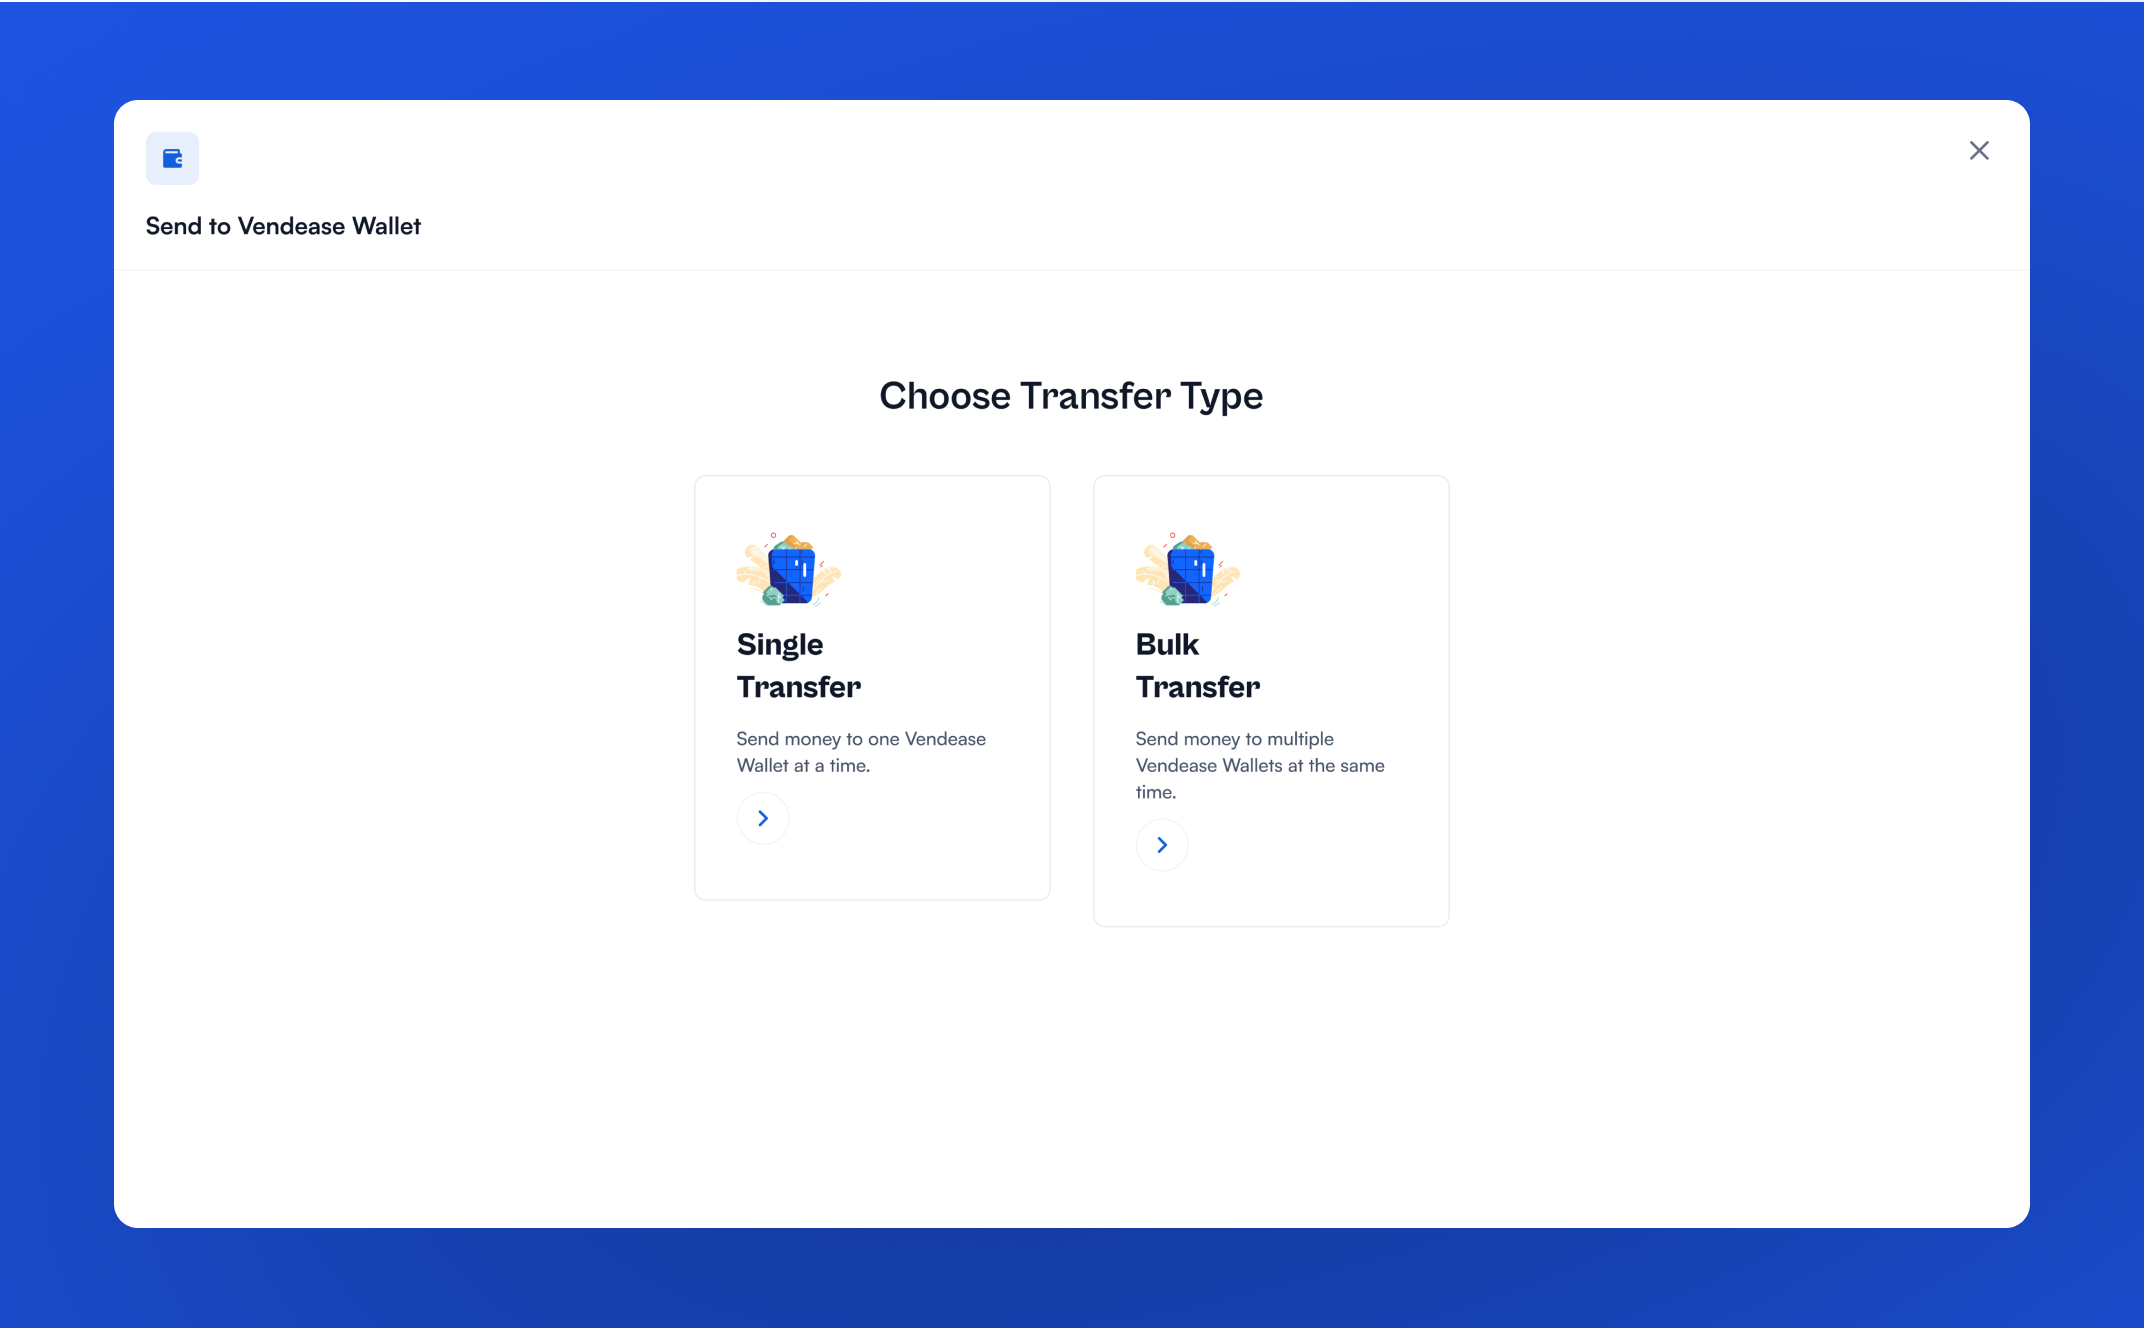 Send to Vendease Wallet
Choose Transfer Type
Single
Transfer
Send money to one Vendease
Wallet at a time.
Bulk
Transfer
Send money to multiple
Vendease Wallets at the same
time.